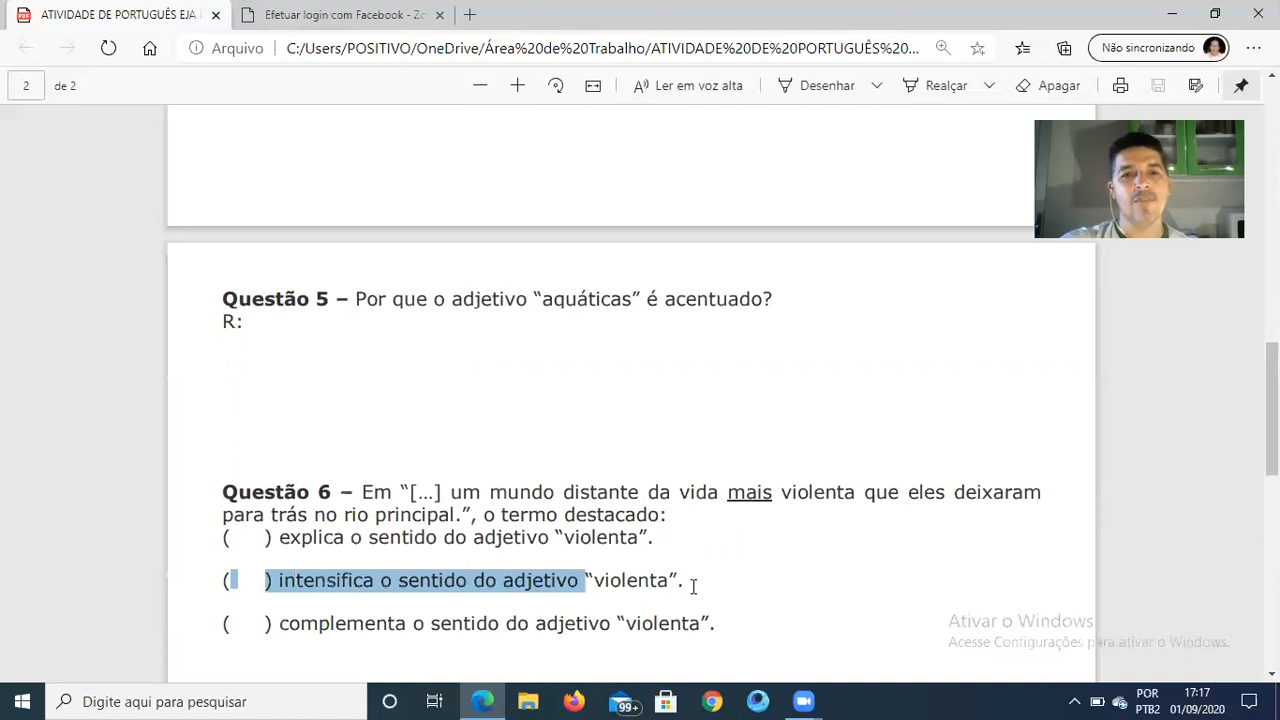 ATIVIDADE DE PORTUGUÊS EJA
Efetuar login com Facebook - Zo
Arquivo
C:/Users/POSITIVO/OneDrive/Área%20de%20Trabalho/ATIVIDADE%20DE%20PORTUGUÊS%20...
Não sincronizando
2 de 2
Ler em voz alta
Desenhar
Realçar
Apagar
Questão 5 – Por que o adjetivo “aquáticas” é acentuado?
R:
Questão 6 – Em “[…] um mundo distante da vida mais violenta que eles deixaram
para trás no rio principal.”, o termo destacado:
( ) explica o sentido do adjetivo “violenta”.
( ) intensifica o sentido do adjetivo “violenta”.
( ) complementa o sentido do adjetivo “violenta”.
Ativar o Windows
Acesse Configurações para ativar o Windows.
Digite aqui para pesquisar
99+
POR
PTB2
17:17
01/09/2020